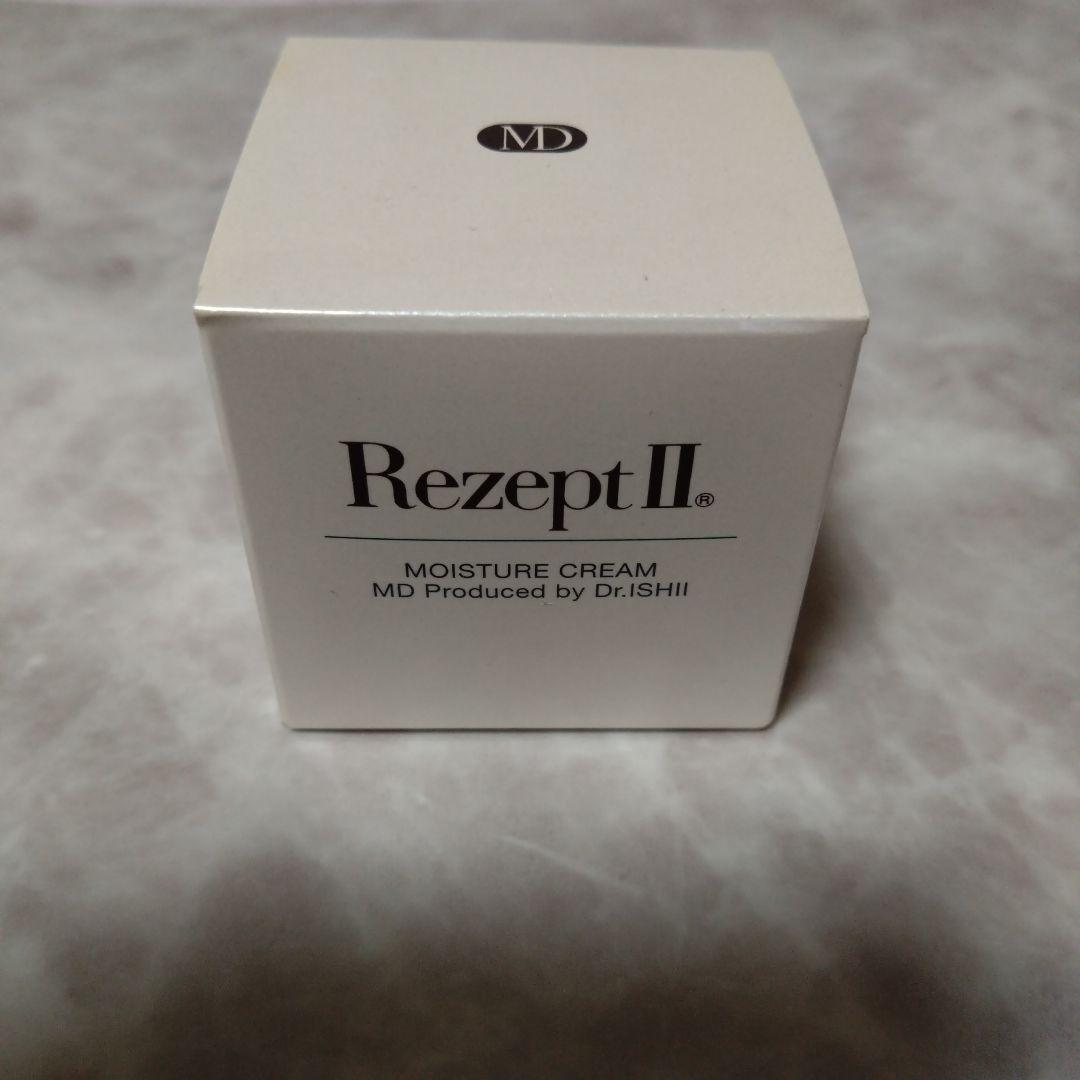 MD
Rezept II®
MOISTURE CREAM
MD Produced by Dr.ISHII